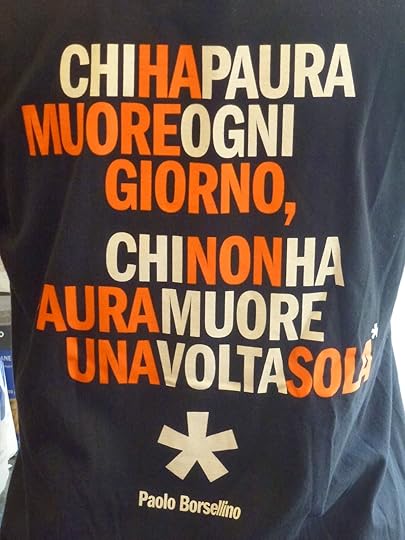 CHIHAPAURA
MUOREOGNI
GIORNO,
CHINONHA
AURAMUORE
UNAVOLTASOLA*
Paolo Borsellino